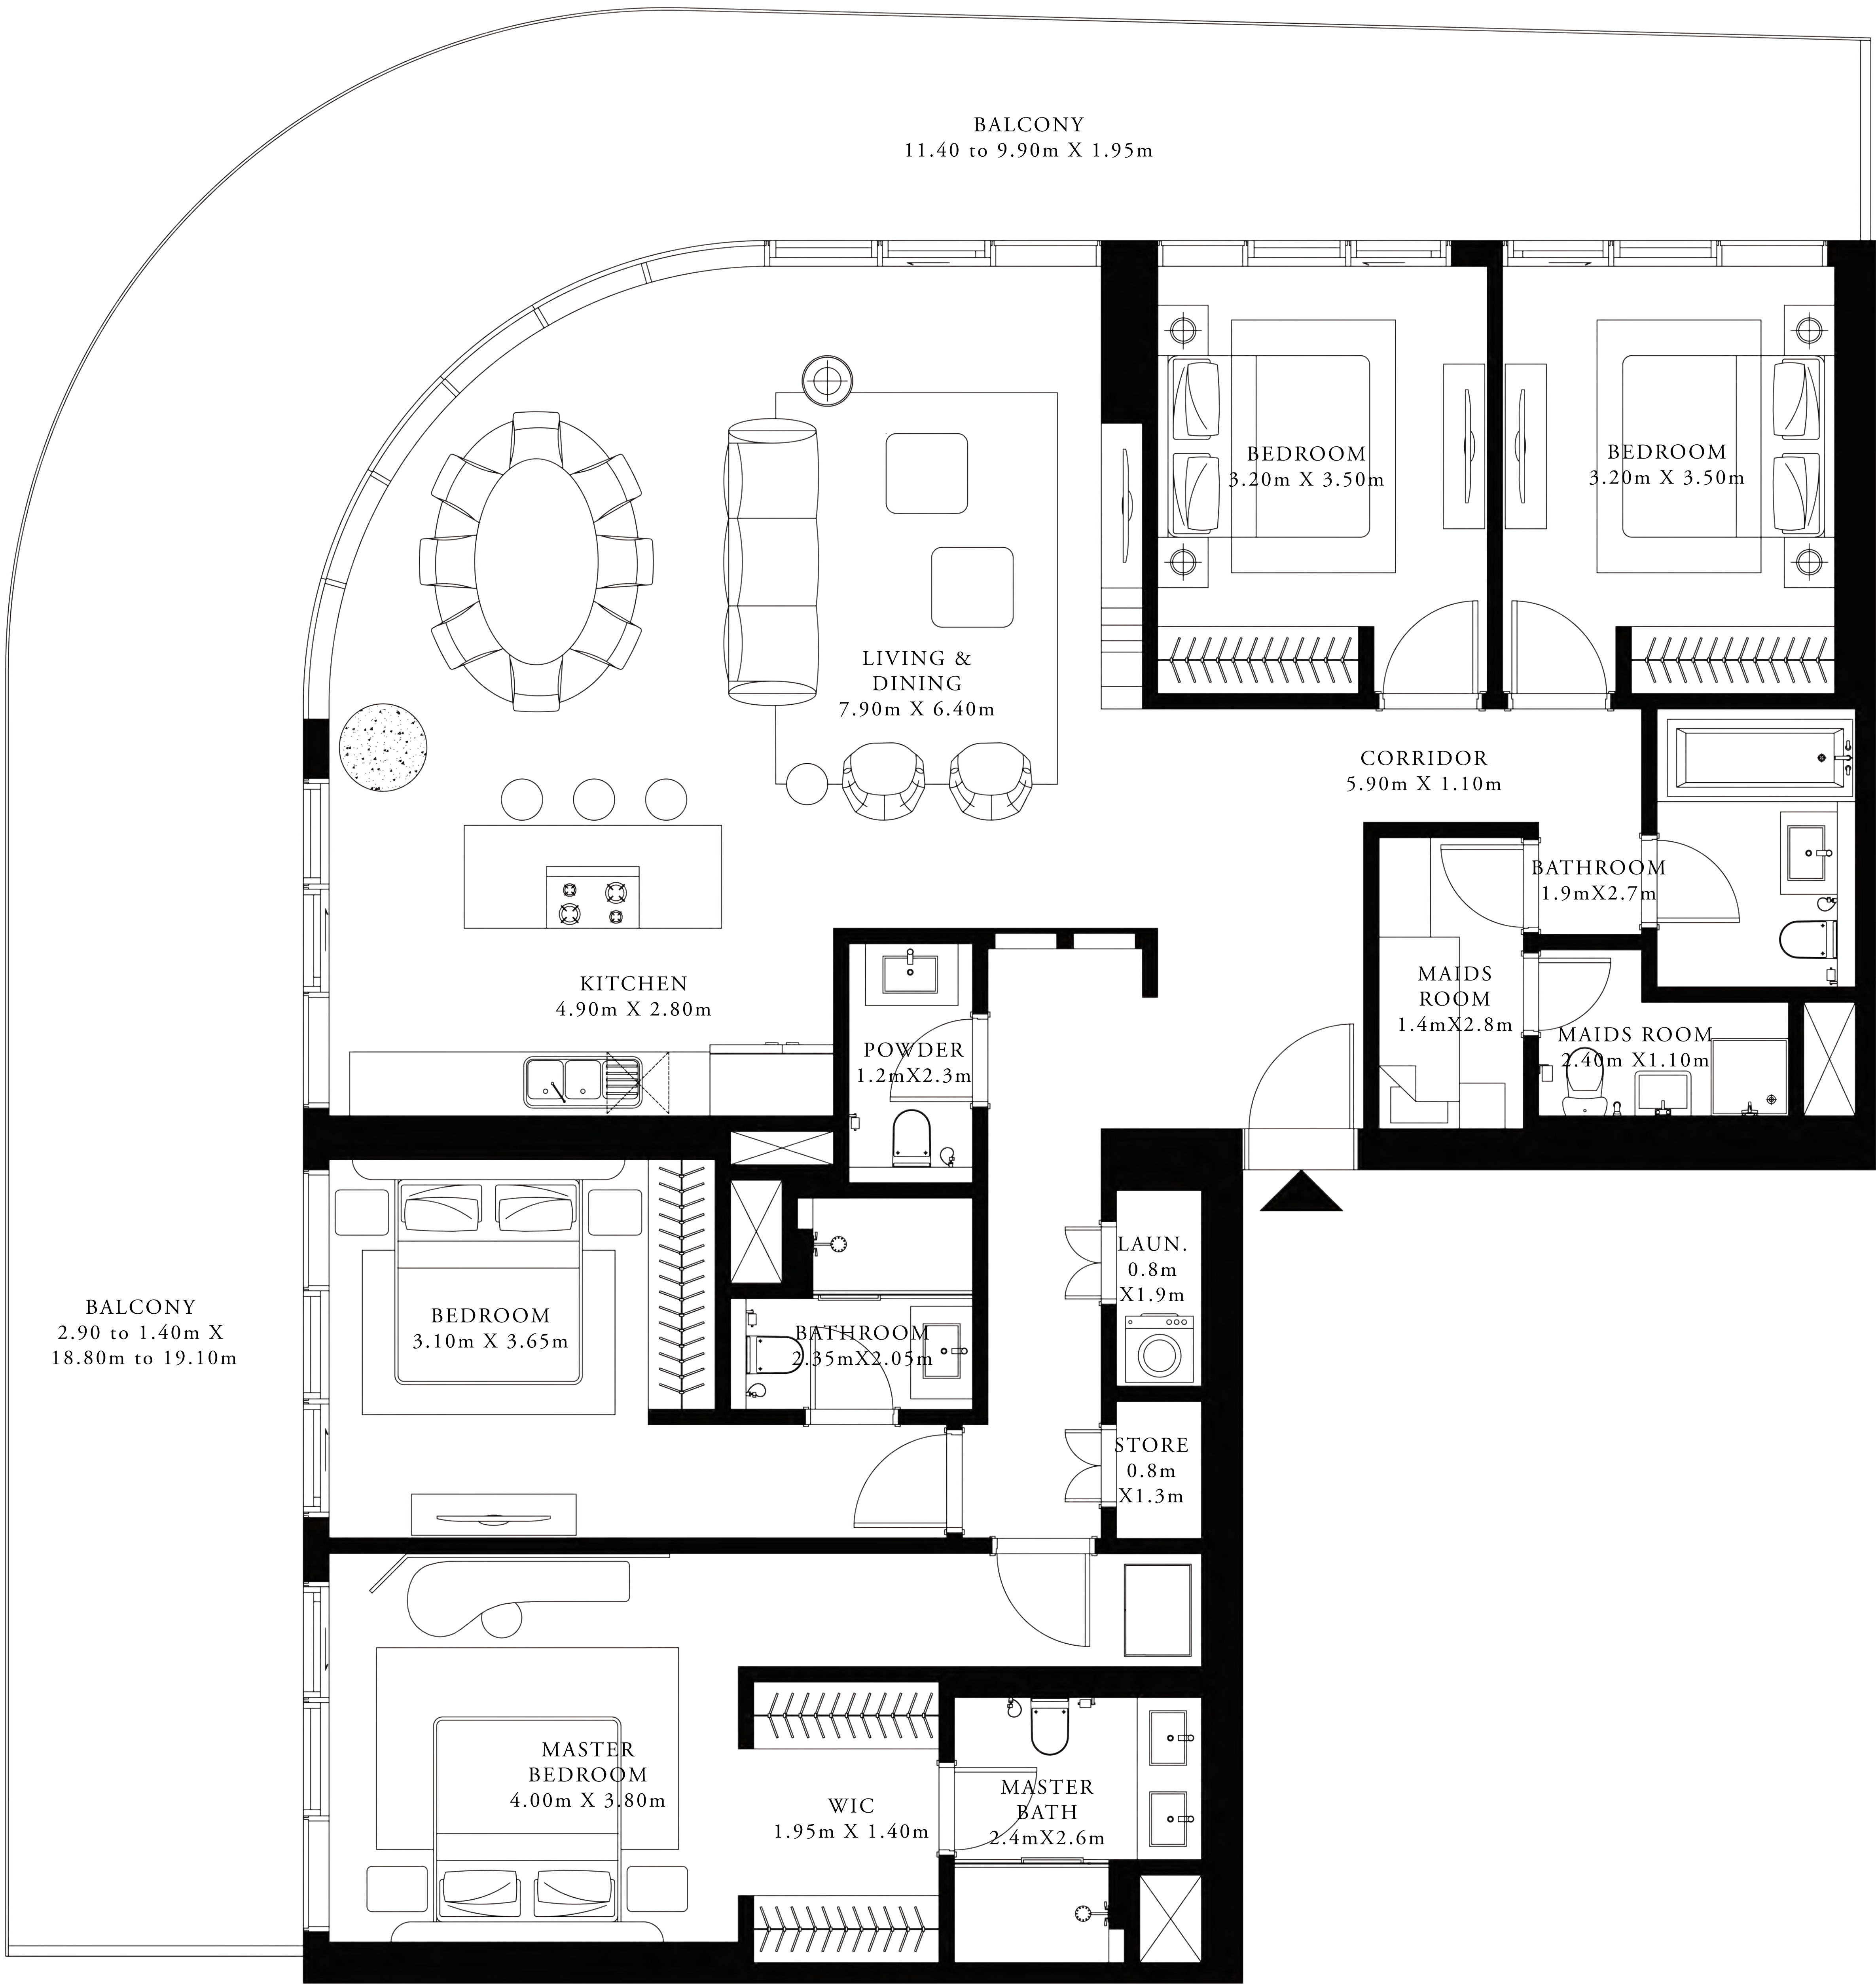 BALCONY
11.40 to 9.90m X 1.95m
BEDROOM
3.20m X 3.50m
BEDROOM
3.20m X 3.50m
LIVING &
DINING
7.90m X 6.40m
CORRIDOR
5.90m X 1.10m
BATHROOM
1.9mX2.7m
KITCHEN
4.90m X 2.80m
MAIDS
ROOM
1.4mX2.8m
MAIDS ROOM
2.40m X1.10m
POWDER
1.2mX2.3m
LAUN.
0.8m
X1.9m
BALCONY
2.90 to 1.40m X
18.80m to 19.10m
BEDROOM
3.10m X 3.65m
BATHROOM
2.35mX2.05m
STORE
0.8m
X1.3m
MASTER
BEDROOM
4.00m X 3.80m
WIC
1.95m X 1.40m
MASTER
BATH
2.4mX2.6m